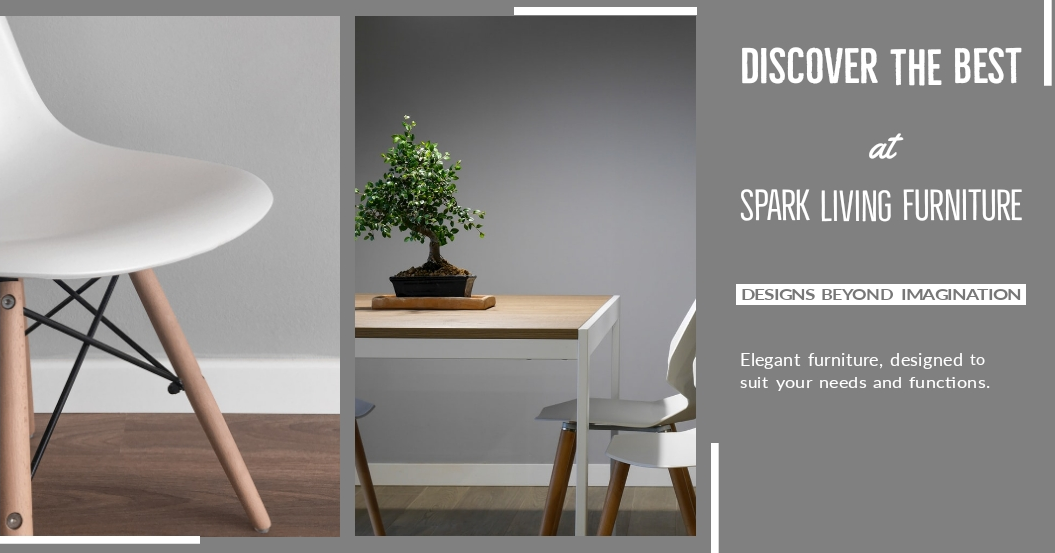 DISCOVER THE BEST
at
SPARK LIVING FURNITURE
DESIGNS BEYOND IMAGINATION
Elegant furniture, designed to
suit your needs and functions.